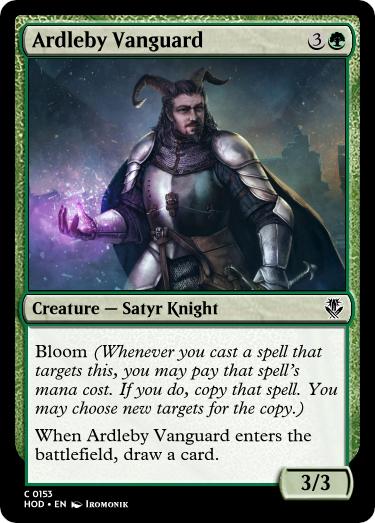 Ardleby Vanguard 3
Creature — Satyr Knight
Bloom (Whenever you cast a spell that
targets this, you may pay that spell's
mana cost. If you do, copy that spell. You
may choose new targets for the copy.)
When Ardleby Vanguard enters the
battlefield, draw a card.
3/3
C 0153
HOD • EN Iromonik